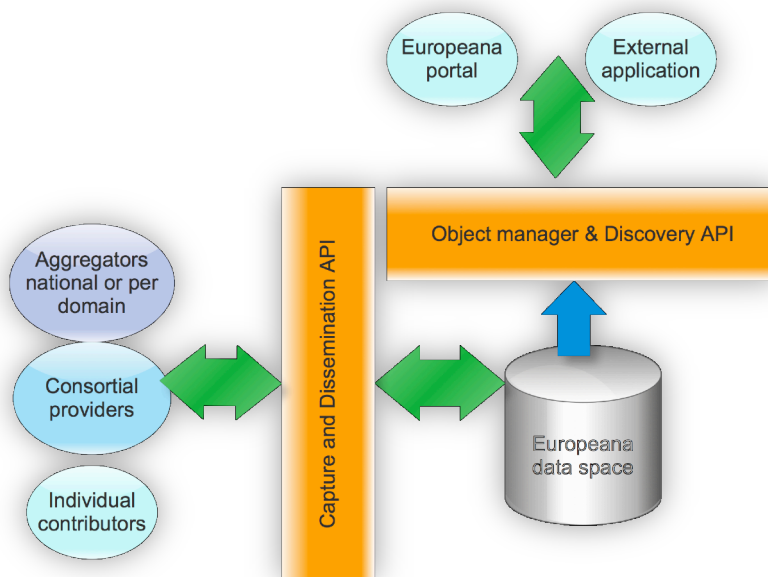 Europeana
portal
External
application
Object manager & Discovery API
Aggregators
national or per
domain
Capture and Dissemination API
Consortial
providers
Europeana
data space
Individual
contributors